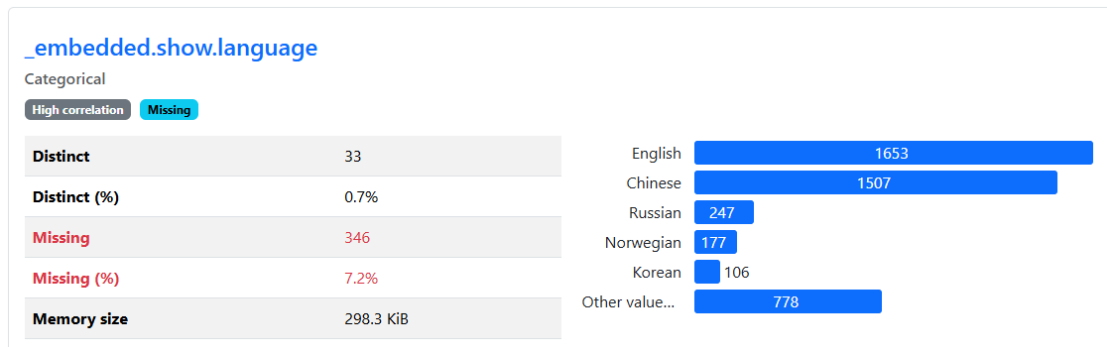 _embedded.show.language
Categorical
High correlation Missing
Distinct 33
Distinct (%) 0.7%
Missing 346
Missing (%) 7.2%
Memory size 298.3 KiB
English 1653
Chinese 1507
Russian 247
Norwegian 177
Korean 106
Other value... 778